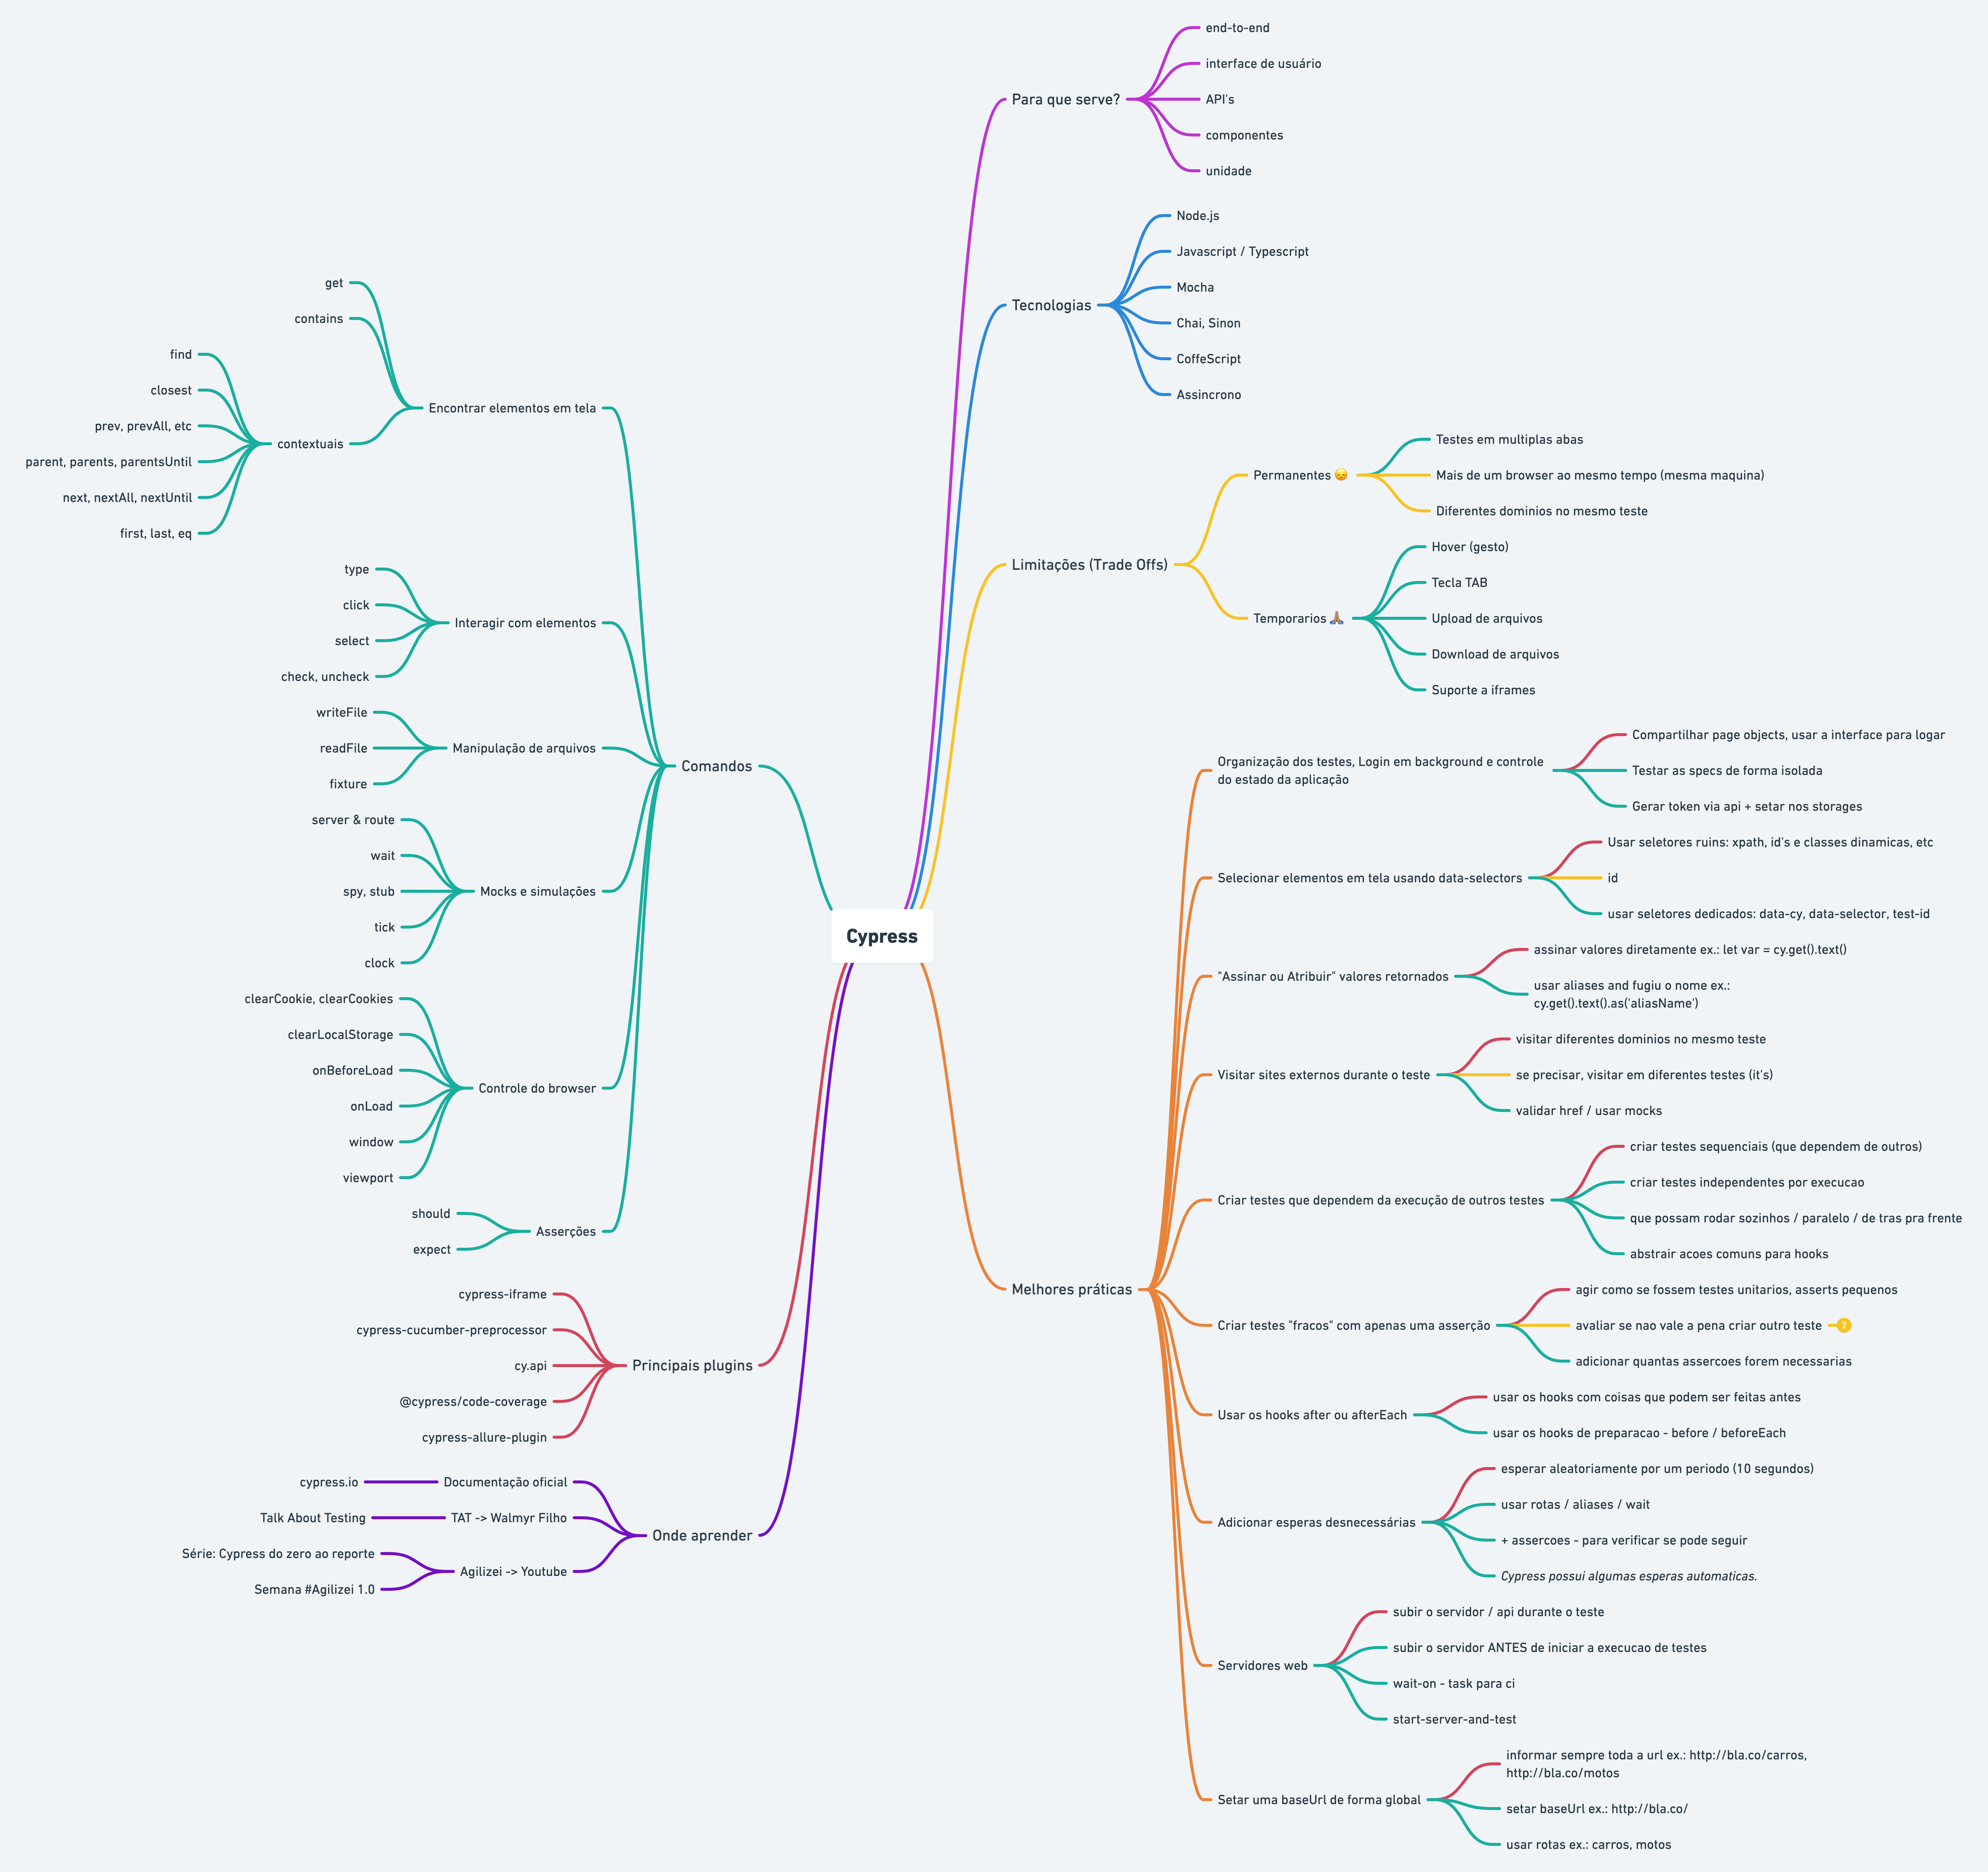 Cypress
Para que serve?
end-to-end
interface de usuário
API's
componentes
unidade
Tecnologias
Node.js
Javascript / Typescript
Mocha
Chai, Sinon
CoffeScript
Assincrono
Limitações (Trade Offs)
Permanentes 😞
Testes em multiplas abas
Mais de um browser ao mesmo tempo (mesma maquina)
Diferentes dominios no mesmo teste
Temporarios 🙏🏽
Hover (gesto)
Tecla TAB
Upload de arquivos
Download de arquivos
Suporte a iframes
Melhores práticas
Organização dos testes, Login em background e controle
do estado da aplicação
Compartilhar page objects, usar a interface para logar
Testar as specs de forma isolada
Gerar token via api + setar nos storages
Selecionar elementos em tela usando data-selectors
Usar seletores ruins: xpath, id's e classes dinamicas, etc
id
usar seletores dedicados: data-cy, data-selector, test-id
"Assinar ou Atribuir" valores retornados
assinar valores diretamente ex.: let var = cy.get().text()
usar aliases and fugiu o nome ex.:
cy.get().text().as('aliasName')
Visitar sites externos durante o teste
visitar diferentes dominios no mesmo teste
se precisar, visitar em diferentes testes (it's)
validar href / usar mocks
Criar testes que dependem da execução de outros testes
criar testes sequenciais (que dependem de outros)
criar testes independentes por execucao
que possam rodar sozinhos / paralelo / de tras pra frente
abstrair acoes comuns para hooks
Criar testes "fracos" com apenas uma asserção
agir como se fossem testes unitarios, asserts pequenos
avaliar se nao vale a pena criar outro teste
2
adicionar quantas assercoes forem necessarias
Usar os hooks after ou afterEach
usar os hooks com coisas que podem ser feitas antes
usar os hooks de preparacao - before / beforeEach
Adicionar esperas desnecessárias
esperar aleatoriamente por um periodo (10 segundos)
usar rotas / aliases / wait
+ assercoes - para verificar se pode seguir
Cypress possui algumas esperas automaticas.
Servidores web
subir o servidor / api durante o teste
subir o servidor ANTES de iniciar a execucao de testes
wait-on - task para ci
start-server-and-test
Setar uma baseUrl de forma global
informar sempre toda a url ex.: http://bla.co/carros,
http://bla.co/motos
setar baseUrl ex.: http://bla.co/
usar rotas ex.: carros, motos
Comandos
Encontrar elementos em tela
get
contains
contextuais
find
closest
prev, prevAll, etc
parent, parents, parentsUntil
next, nextAll, nextUntil
first, last, eq
Interagir com elementos
type
click
select
check, uncheck
Manipulação de arquivos
writeFile
readFile
fixture
Mocks e simulações
server & route
wait
spy, stub
tick
clock
Controle do browser
clearCookie, clearCookies
clearLocalStorage
onBeforeLoad
onLoad
window
viewport
Asserções
should
expect
Principais plugins
cypress-iframe
cypress-cucumber-preprocessor
cy.api
@cypress/code-coverage
cypress-allure-plugin
Onde aprender
Documentação oficial
cypress.io
TAT -> Walmyr Filho
Talk About Testing
Agilizei -> Youtube
Série: Cypress do zero ao reporte
Semana #Agilizei 1.0